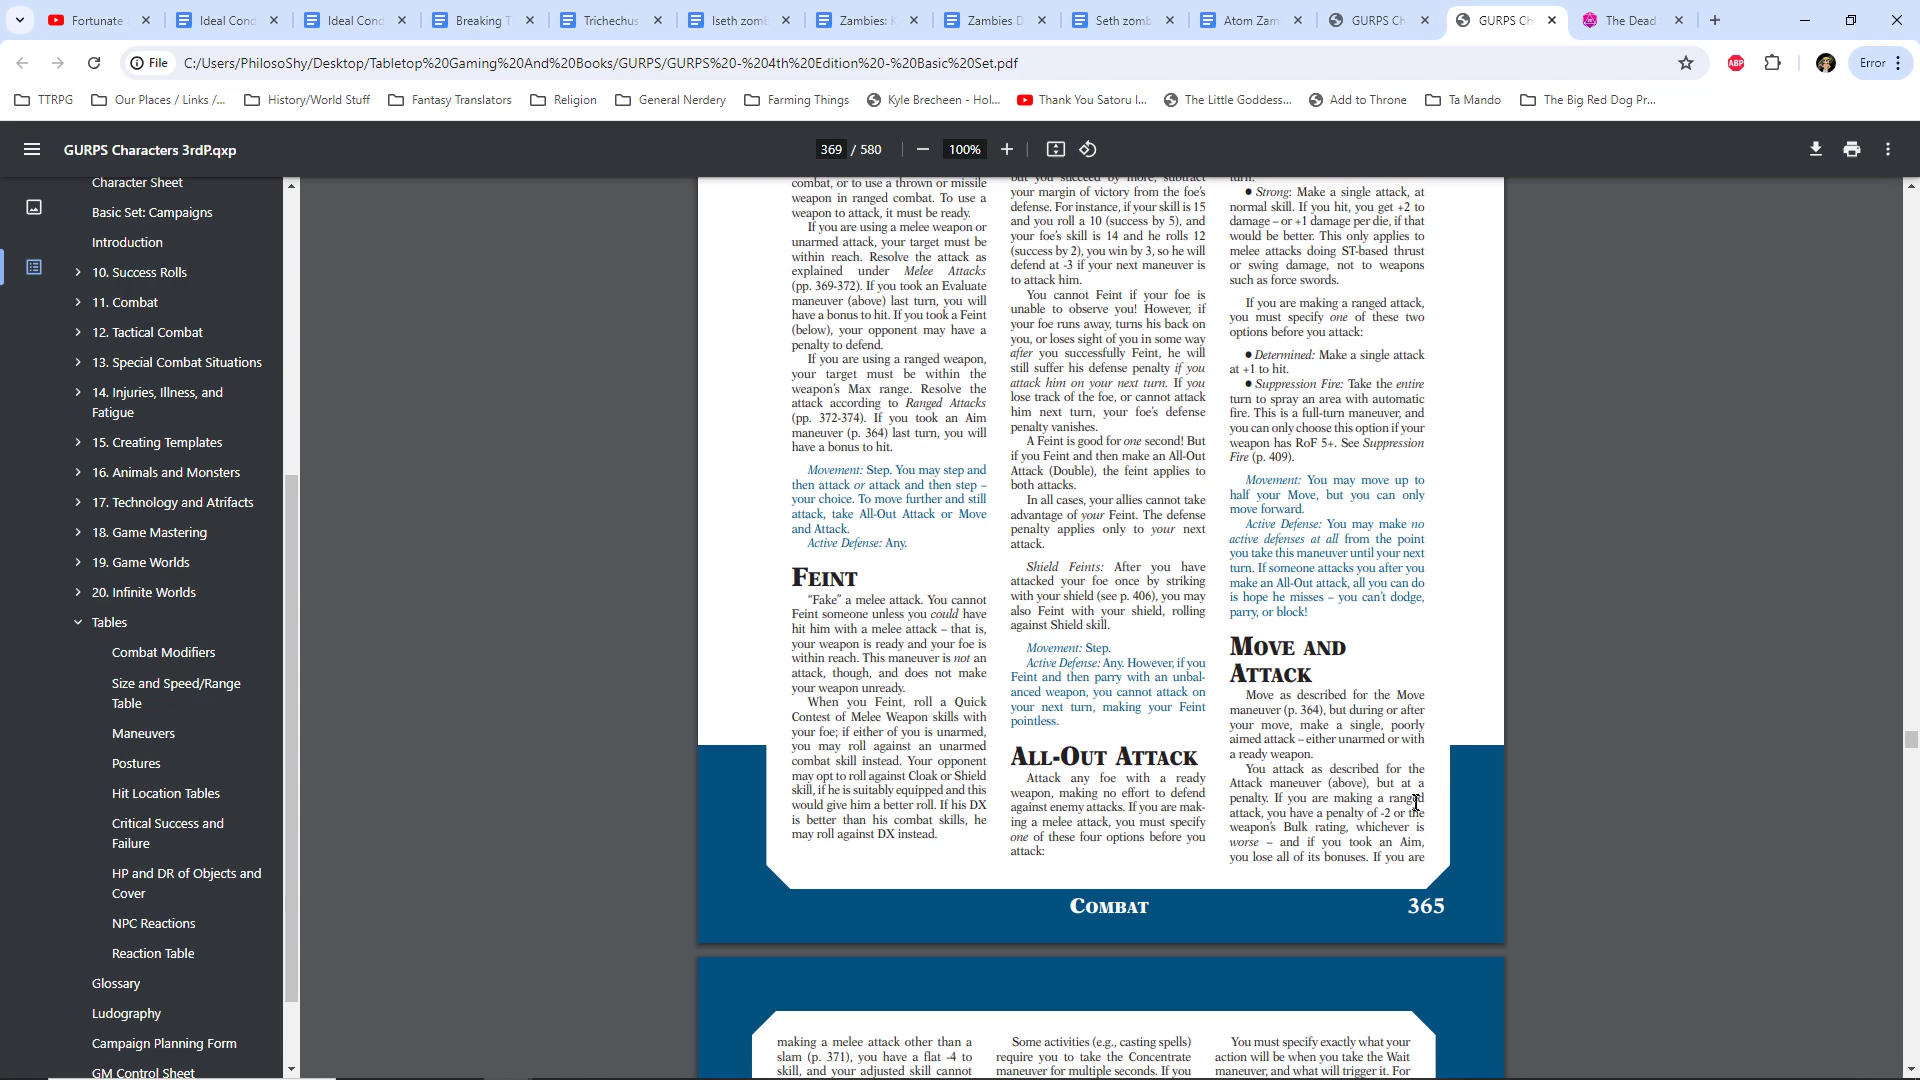 Fortunate
Ideal Cond
Ideal Cond
Breaking T
Trichechus
Iseth zomb
Zambies: K
Zambies D
Seth zomb
Atom Zam
GURPS Ch
GURPS Ch
The Dead
File
C:/Users/PhilosoShy/Desktop/Tabletop%20Gaming%20And%20Books/GURPS/GURPS%20-%204th%20Edition%20-%20Basic%20Set.pdf
ABP
Error
TTRPG
Our Places / Links /...
History/World Stuff
Fantasy Translators
Religion
General Nerdery
Farming Things
Kyle Brecheen - Hol...
Thank You Satoru I...
The Little Goddess...
Add to Throne
Ta Mando
The Big Red Dog Pr...
GURPS Characters 3rdP.qxp
369 / 580
100%
Character Sheet
Basic Set: Campaigns
Introduction
10. Success Rolls
11. Combat
12. Tactical Combat
13. Special Combat Situations
14. Injuries, Illness, and
Fatigue
15. Creating Templates
16. Animals and Monsters
17. Technology and Atrifacts
18. Game Mastering
19. Game Worlds
20. Infinite Worlds
Tables
Combat Modifiers
Size and Speed/Range
Table
Maneuvers
Postures
Hit Location Tables
Critical Success and
Failure
HP and DR of Objects and
Cover
NPC Reactions
Reaction Table
Glossary
Ludography
Campaign Planning Form
GM Control Sheet
combat, or to use a thrown or missile
weapon in ranged combat. To use a
weapon to attack, it must be ready.
If you are using a melee weapon or
unarmed attack, your target must be
within reach. Resolve the attack as
explained under Melee Attacks
(pp. 369-372). If you took an Evaluate
maneuver (above) last turn, you will
have a bonus to hit. If you took a Feint
(below), your opponent may have a
penalty to defend.
If you are using a ranged weapon,
your target must be within the
weapon's Max range. Resolve the
attack according to Ranged Attacks
(pp. 372-374). If you took an Aim
maneuver (p. 364) last turn, you will
have a bonus to hit.
Movement: Step. You may step and
then attack or attack and then step –
your choice. To move further and still
attack, take All-Out Attack or Move
and Attack.
Active Defense: Any.
FEINT
"Fake" a melee attack. You cannot
Feint someone unless you could have
hit him with a melee attack – that is,
your weapon is ready and your foe is
within reach. This maneuver is not an
attack, though, and does not make
your weapon unready.
When you Feint, roll a Quick
Contest of Melee Weapon skills with
your foe; if either of you is unarmed,
you may roll against an unarmed
combat skill instead. Your opponent
may opt to roll against Cloak or Shield
skill, if he is suitably equipped and this
would give him a better roll. If his DX
is better than his combat skills, he
may roll against DX instead.
but you succeed by more, subtract
your margin of victory from the foe's
defense. For instance, if your skill is 15
and you roll a 10 (success by 5), and
your foe's skill is 14 and he rolls 12
(success by 2), you win by 3, so he will
defend at -3 if your next maneuver is
to attack him.
You cannot Feint if your foe is
unable to observe you! However, if
your foe runs away, turns his back on
you, or loses sight of you in some way
after you successfully Feint, he will
still suffer his defense penalty if you
attack him on your next turn. If you
lose track of the foe, or cannot attack
him next turn, your foe's defense
penalty vanishes.
A Feint is good for one second! But
if you Feint and then make an All-Out
Attack (Double), the feint applies to
both attacks.
In all cases, your allies cannot take
advantage of your Feint. The defense
penalty applies only to your next
attack.
Shield Feints: After you have
attacked your foe once by striking
with your shield (see p. 406), you may
also Feint with your shield, rolling
against Shield skill.
Movement: Step.
Active Defense: Any. However, if you
Feint and then parry with an unbal-
anced weapon, you cannot attack on
your next turn, making your Feint
pointless.
ALL-OUT ATTACK
Attack any foe with a ready
weapon, making no effort to defend
against enemy attacks. If you are mak-
ing a melee attack, you must specify
one of these four options before you
attack:
turn.
● Strong: Make a single attack, at
normal skill. If you hit, you get +2 to
damage – or +1 damage per die, if that
would be better. This only applies to
melee attacks doing ST-based thrust
or swing damage, not to weapons
such as force swords.
If you are making a ranged attack,
you must specify one of these two
options before you attack:
● Determined: Make a single attack
at +1 to hit.
● Suppression Fire: Take the entire
turn to spray an area with automatic
fire. This is a full-turn maneuver, and
you can only choose this option if your
weapon has RoF 5+. See Suppression
Fire (p. 409).
Movement: You may move up to
half your Move, but you can only
move forward.
Active Defense: You may make no
active defenses at all from the point
you take this maneuver until your next
turn. If someone attacks you after you
make an All-Out attack, all you can do
is hope he misses – you can't dodge,
parry, or block!
MOVE AND
ATTACK
Move as described for the Move
maneuver (p. 364), but during or after
your move, make a single, poorly
aimed attack – either unarmed or with
a ready weapon.
You attack as described for the
Attack maneuver (above), but at a
penalty. If you are making a ranged
attack, you have a penalty of -2 or the
weapon's Bulk rating, whichever is
worse – and if you took an Aim,
you lose all of its bonuses. If you are
COMBAT
365
making a melee attack other than a
slam (p. 371), you have a flat -4 to
skill, and your adjusted skill cannot
Some activities (e.g., casting spells)
require you to take the Concentrate
maneuver for multiple seconds. If you
You must specify exactly what your
action will be when you take the Wait
maneuver, and what will trigger it. For